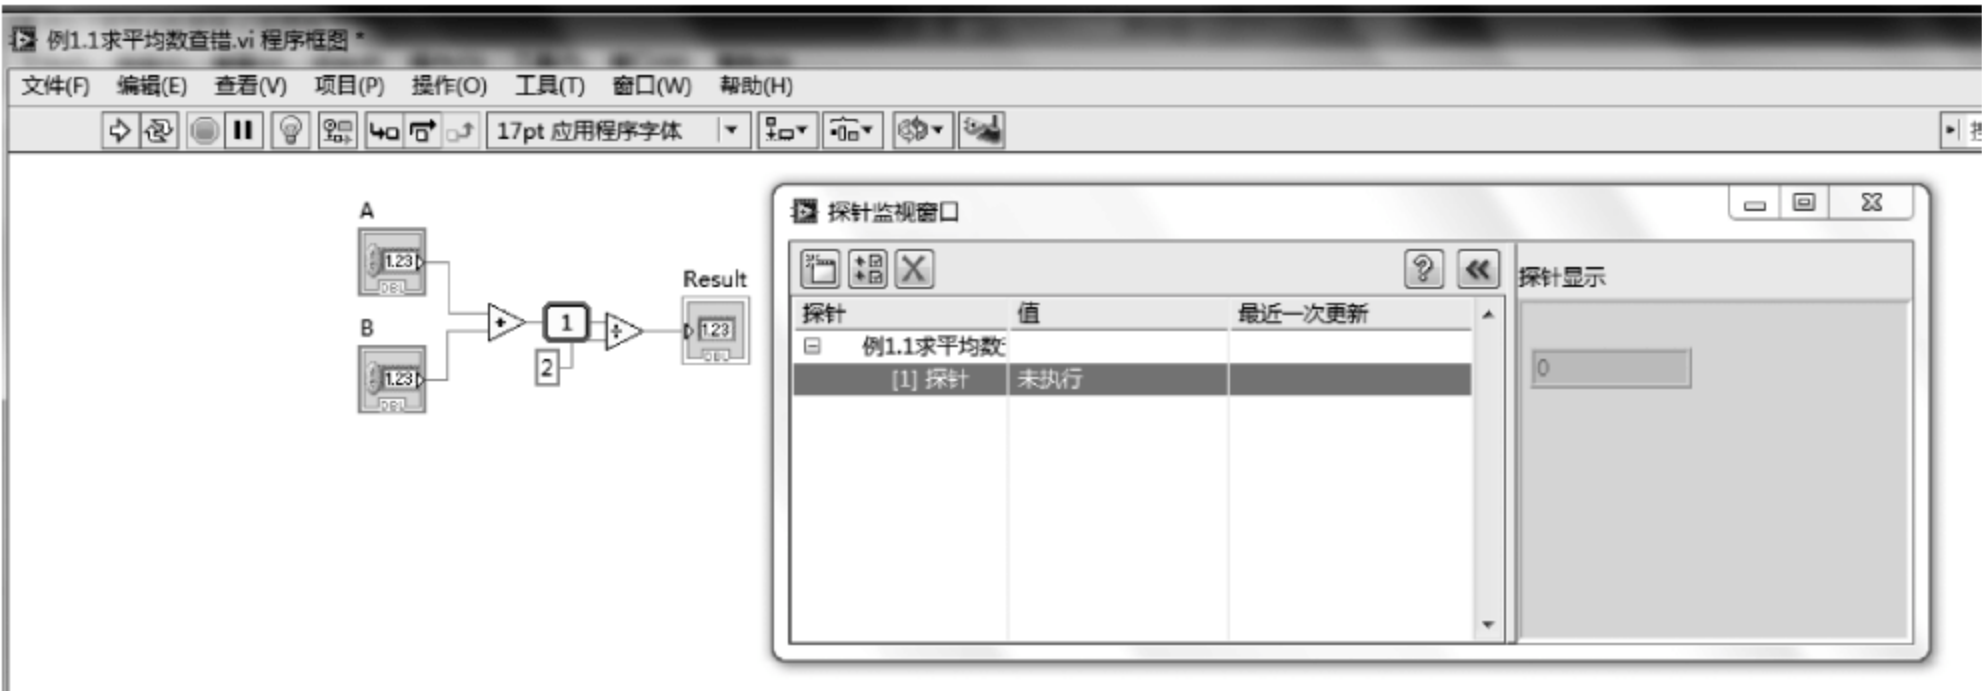 例1.1求平均数查错.vi 程序框图 *
文件(F) 编辑(E) 查看(V) 项目(P) 操作(O) 工具(T) 窗口(W) 帮助(H)
17pt 应用程序字体
A
1.23
DBL
B
1.23
DBL
1
2
Result
1.23
DBL
探针监视窗口
探针 值 最近一次更新
例1.1求平均数
[1] 探针 未执行
探针显示
0